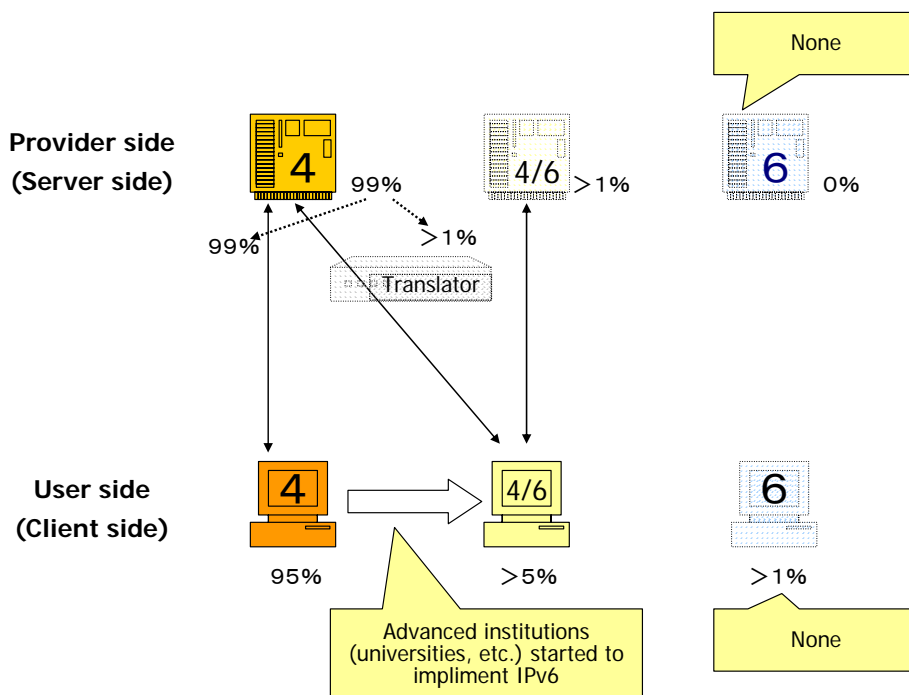 None
Provider side
(Server side)
4
99%
4/6
>1%
6
0%
99%
>1%
Translator
User side
(Client side)
4
4/6
6
95%
>5%
>1%
Advanced institutions
(universities, etc.) started to
impliment IPv6
None